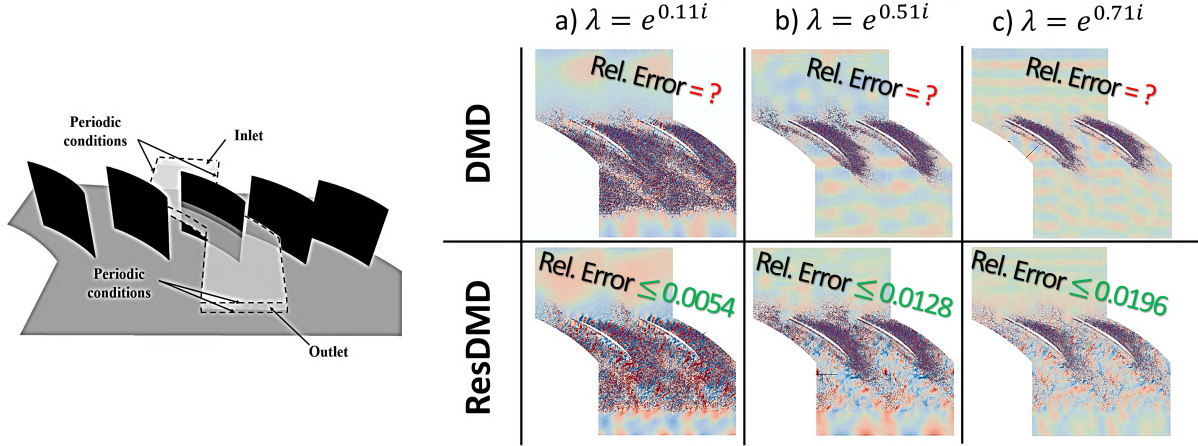 a) λ = e^{0.11i}
b) λ = e^{0.51i}
c) λ = e^{0.71i}
Periodic
conditions
Inlet
Periodic
conditions
Outlet
DMD
Rel. Error = ?
Rel. Error = ?
Rel. Error = ?
ResDMD
Rel. Error ≤ 0.0054
Rel. Error ≤ 0.0128
Rel. Error ≤ 0.0196